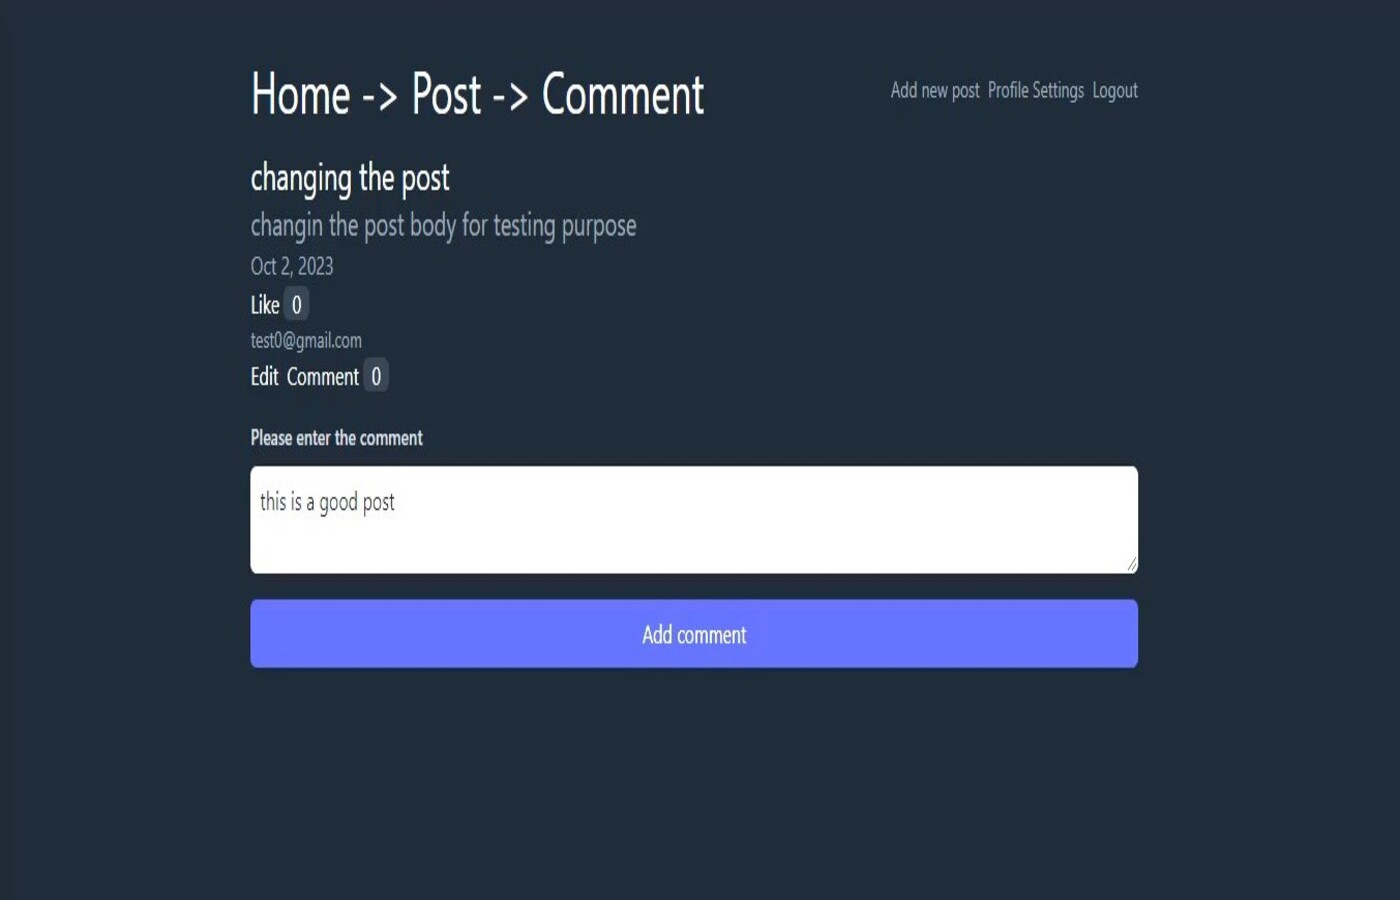 Home -> Post -> Comment
Add new post Profile Settings Logout
changing the post
changin the post body for testing purpose
Oct 2, 2023
Like 0
test0@gmail.com
Edit Comment 0
Please enter the comment
this is a good post
Add comment